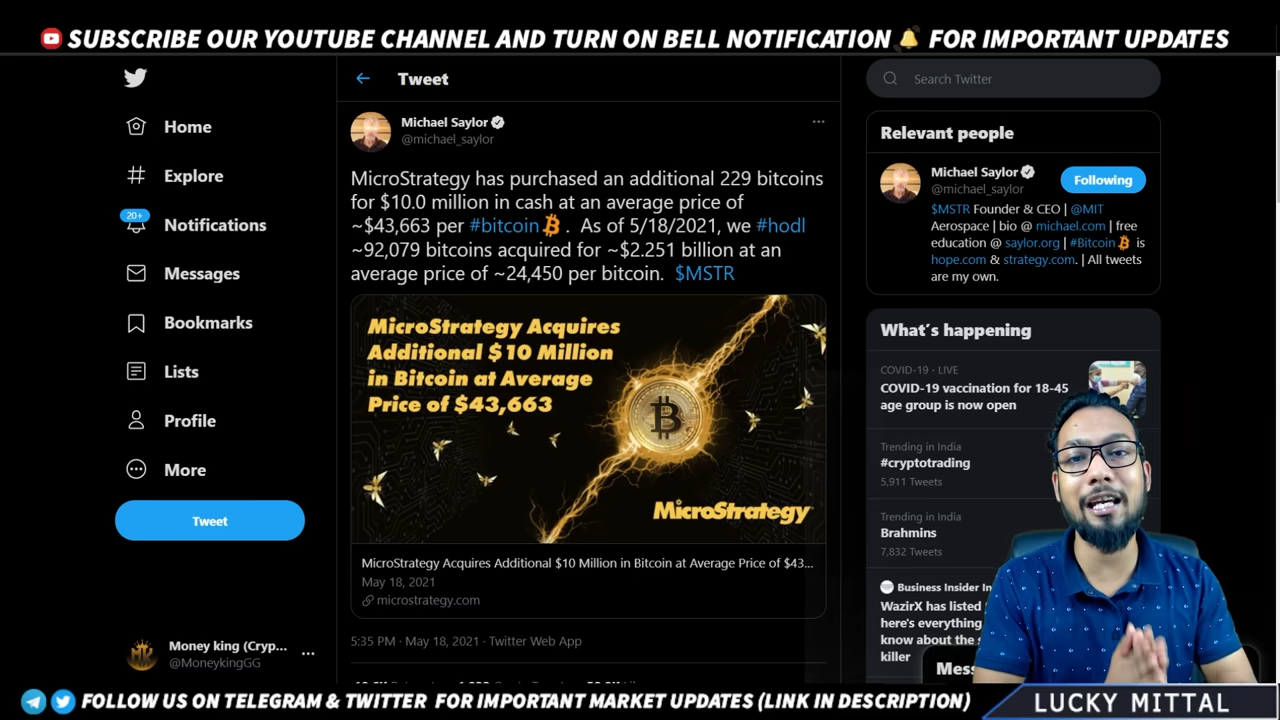 SUBSCRIBE OUR YOUTUBE CHANNEL AND TURN ON BELL NOTIFICATION 🔔 FOR IMPORTANT UPDATES
Home
Explore
20+
Notifications
Messages
Bookmarks
Lists
Profile
More
Tweet
Money king (Cryp...
@MoneykingGG
Tweet
Michael Saylor
@michael_saylor
MicroStrategy has purchased an additional 229 bitcoins
for $10.0 million in cash at an average price of
~$43,663 per #bitcoin . As of 5/18/2021, we #hodl
~92,079 bitcoins acquired for ~$2.251 billion at an
average price of ~24,450 per bitcoin. $MSTR
MicroStrategy Acquires
Additional $10 Million
in Bitcoin at Average
Price of $43,663
MicroStrategy
MicroStrategy Acquires Additional $10 Million in Bitcoin at Average Price of $43...
May 18, 2021
microstrategy.com
5:35 PM · May 18, 2021 · Twitter Web App
Search Twitter
Relevant people
Michael Saylor
@michael_saylor
Following
$MSTR Founder & CEO | @MIT
Aerospace | bio @ michael.com | free
education @ saylor.org | #Bitcoin is
hope.com & strategy.com. | All tweets
are my own.
What's happening
COVID-19 · LIVE
COVID-19 vaccination for 18-45
age group is now open
Trending in India
#cryptotrading
5,911 Tweets
Trending in India
Brahmins
7,832 Tweets
Business Insider In
WazirX has listed
here's everything
know about the
killer
FOLLOW US ON TELEGRAM & TWITTER FOR IMPORTANT MARKET UPDATES (LINK IN DESCRIPTION)
LUCKY MITTAL